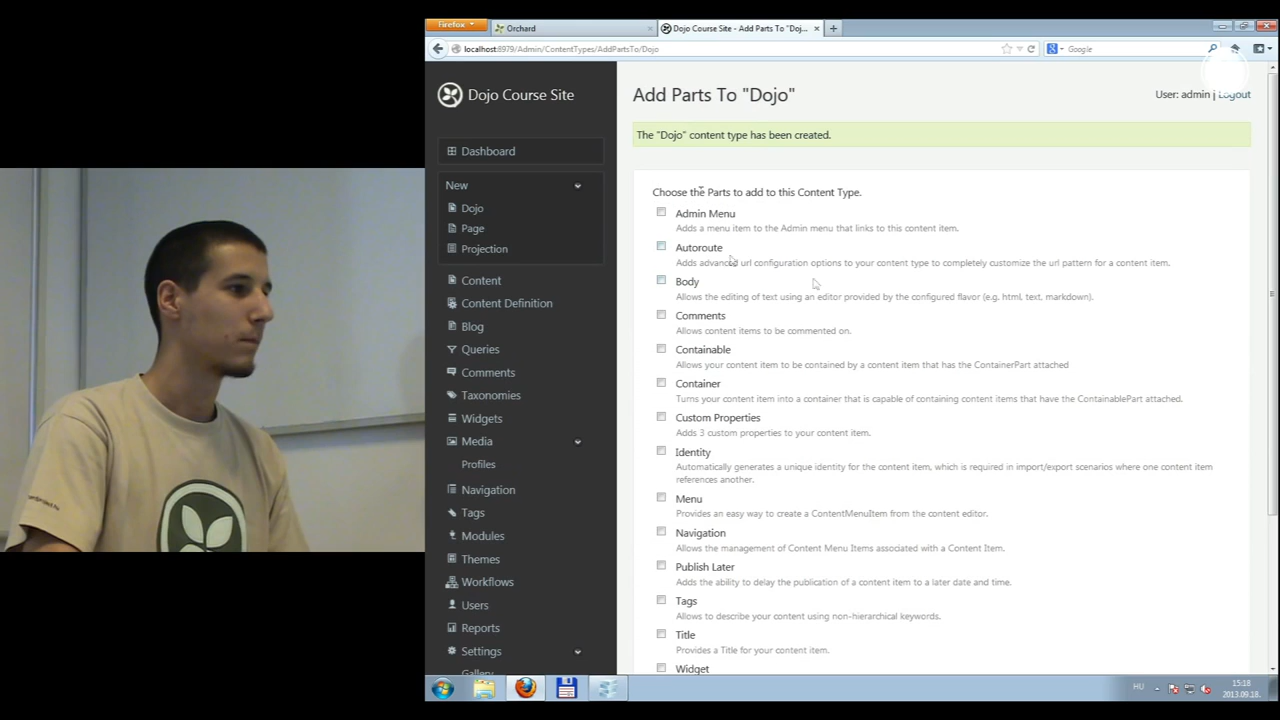 Firefox
Orchard
Dojo Course Site - Add Parts To "Doj...
localhost:8979/Admin/ContentTypes/AddPartsTo/Dojo
Google
Dojo Course Site
Dashboard
New
Dojo
Page
Projection
Content
Content Definition
Blog
Queries
Comments
Taxonomies
Widgets
Media
Profiles
Navigation
Tags
Modules
Themes
Workflows
Users
Reports
Settings
Gallery
Add Parts To "Dojo"
User: admin | Logout
The "Dojo" content type has been created.
Choose the Parts to add to this Content Type.
Admin Menu
Adds a menu item to the Admin menu that links to this content item.
Autoroute
Adds advanced url configuration options to your content type to completely customize the url pattern for a content item.
Body
Allows the editing of text using an editor provided by the configured flavor (e.g. html, text, markdown).
Comments
Allows content items to be commented on.
Containable
Allows your content item to be contained by a content item that has the ContainerPart attached
Container
Turns your content item into a container that is capable of containing content items that have the ContainablePart attached.
Custom Properties
Adds 3 custom properties to your content item.
Identity
Automatically generates a unique identity for the content item, which is required in import/export scenarios where one content item
references another.
Menu
Provides an easy way to create a ContentMenuItem from the content editor.
Navigation
Allows the management of Content Menu Items associated with a Content Item.
Publish Later
Adds the ability to delay the publication of a content item to a later date and time.
Tags
Allows to describe your content using non-hierarchical keywords.
Title
Provides a Title for your content item.
Widget
HU
15:18
2013.09.18.